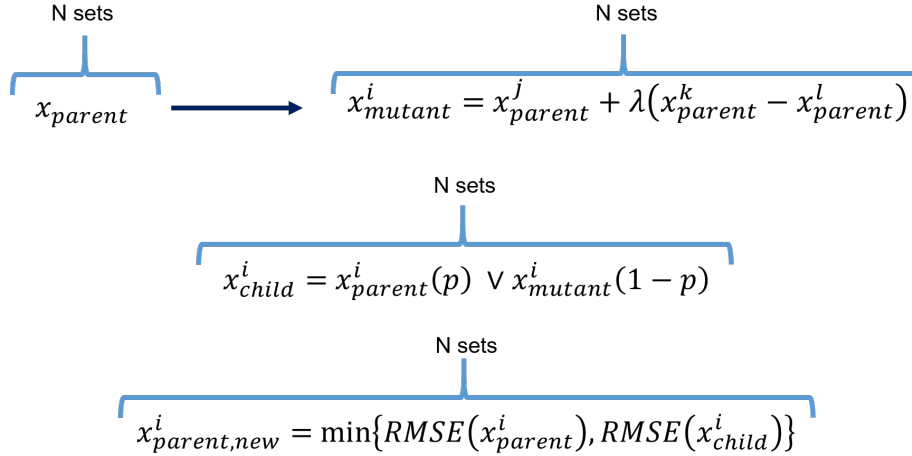 N sets N sets
x_parent → x^i_mutant = x^j_parent + λ(x^k_parent − x^l_parent)
N sets
x^i_child = x^i_parent(p) ∨ x^i_mutant(1 − p)
N sets
x^i_parent,new = min{RMSE(x^i_parent), RMSE(x^i_child)}